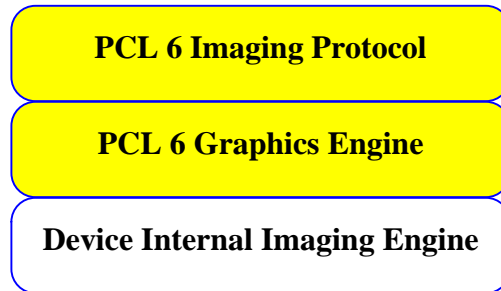 PCL 6 Imaging Protocol
PCL 6 Graphics Engine
Device Internal Imaging Engine